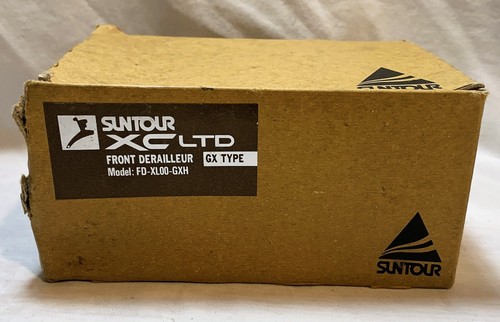 SUNTOUR
SUNTOUR
XC LTD
FRONT DERAILLEUR GX TYPE
Model: FD-XL00-GXH
SUNTOUR